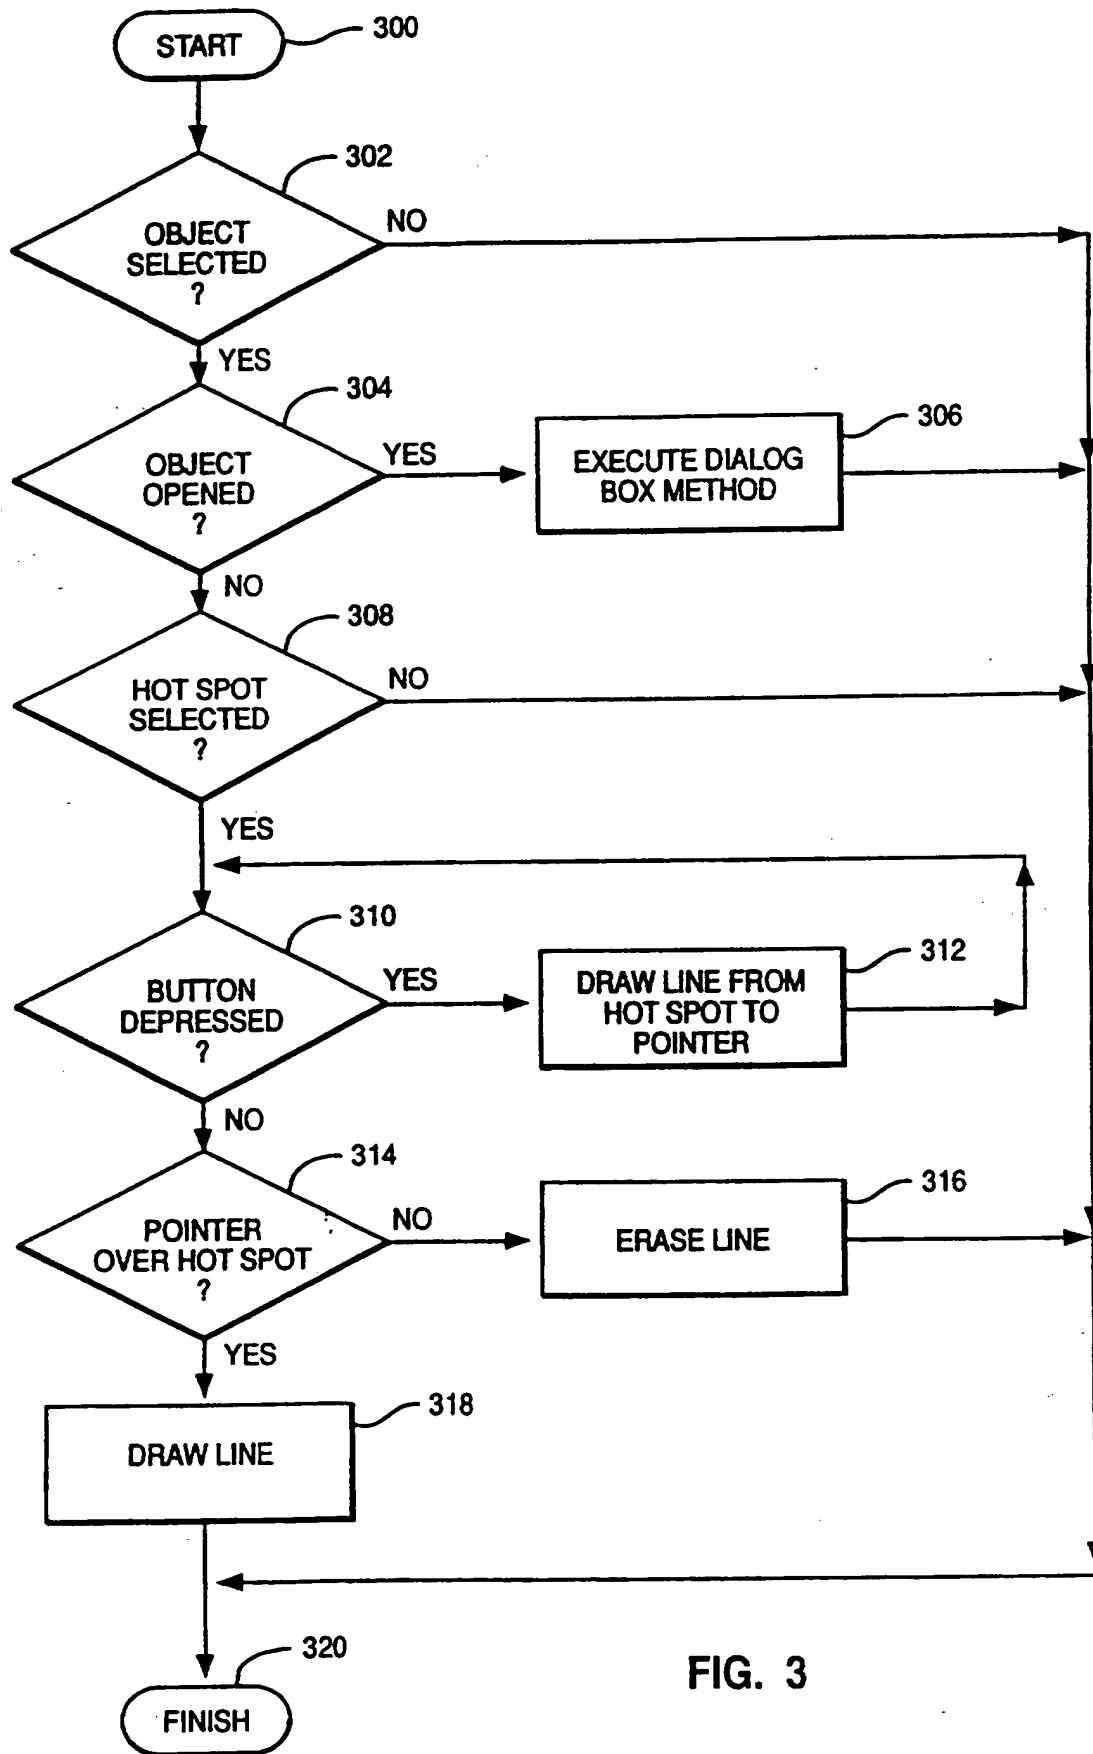 START
300
302
OBJECT
SELECTED
?
NO
YES
304
OBJECT
OPENED
?
YES
306
EXECUTE DIALOG
BOX METHOD
NO
308
HOT SPOT
SELECTED
?
NO
YES
310
BUTTON
DEPRESSED
?
YES
312
DRAW LINE FROM
HOT SPOT TO
POINTER
NO
314
POINTER
OVER HOT SPOT
?
NO
316
ERASE LINE
YES
318
DRAW LINE
320
FINISH
FIG. 3